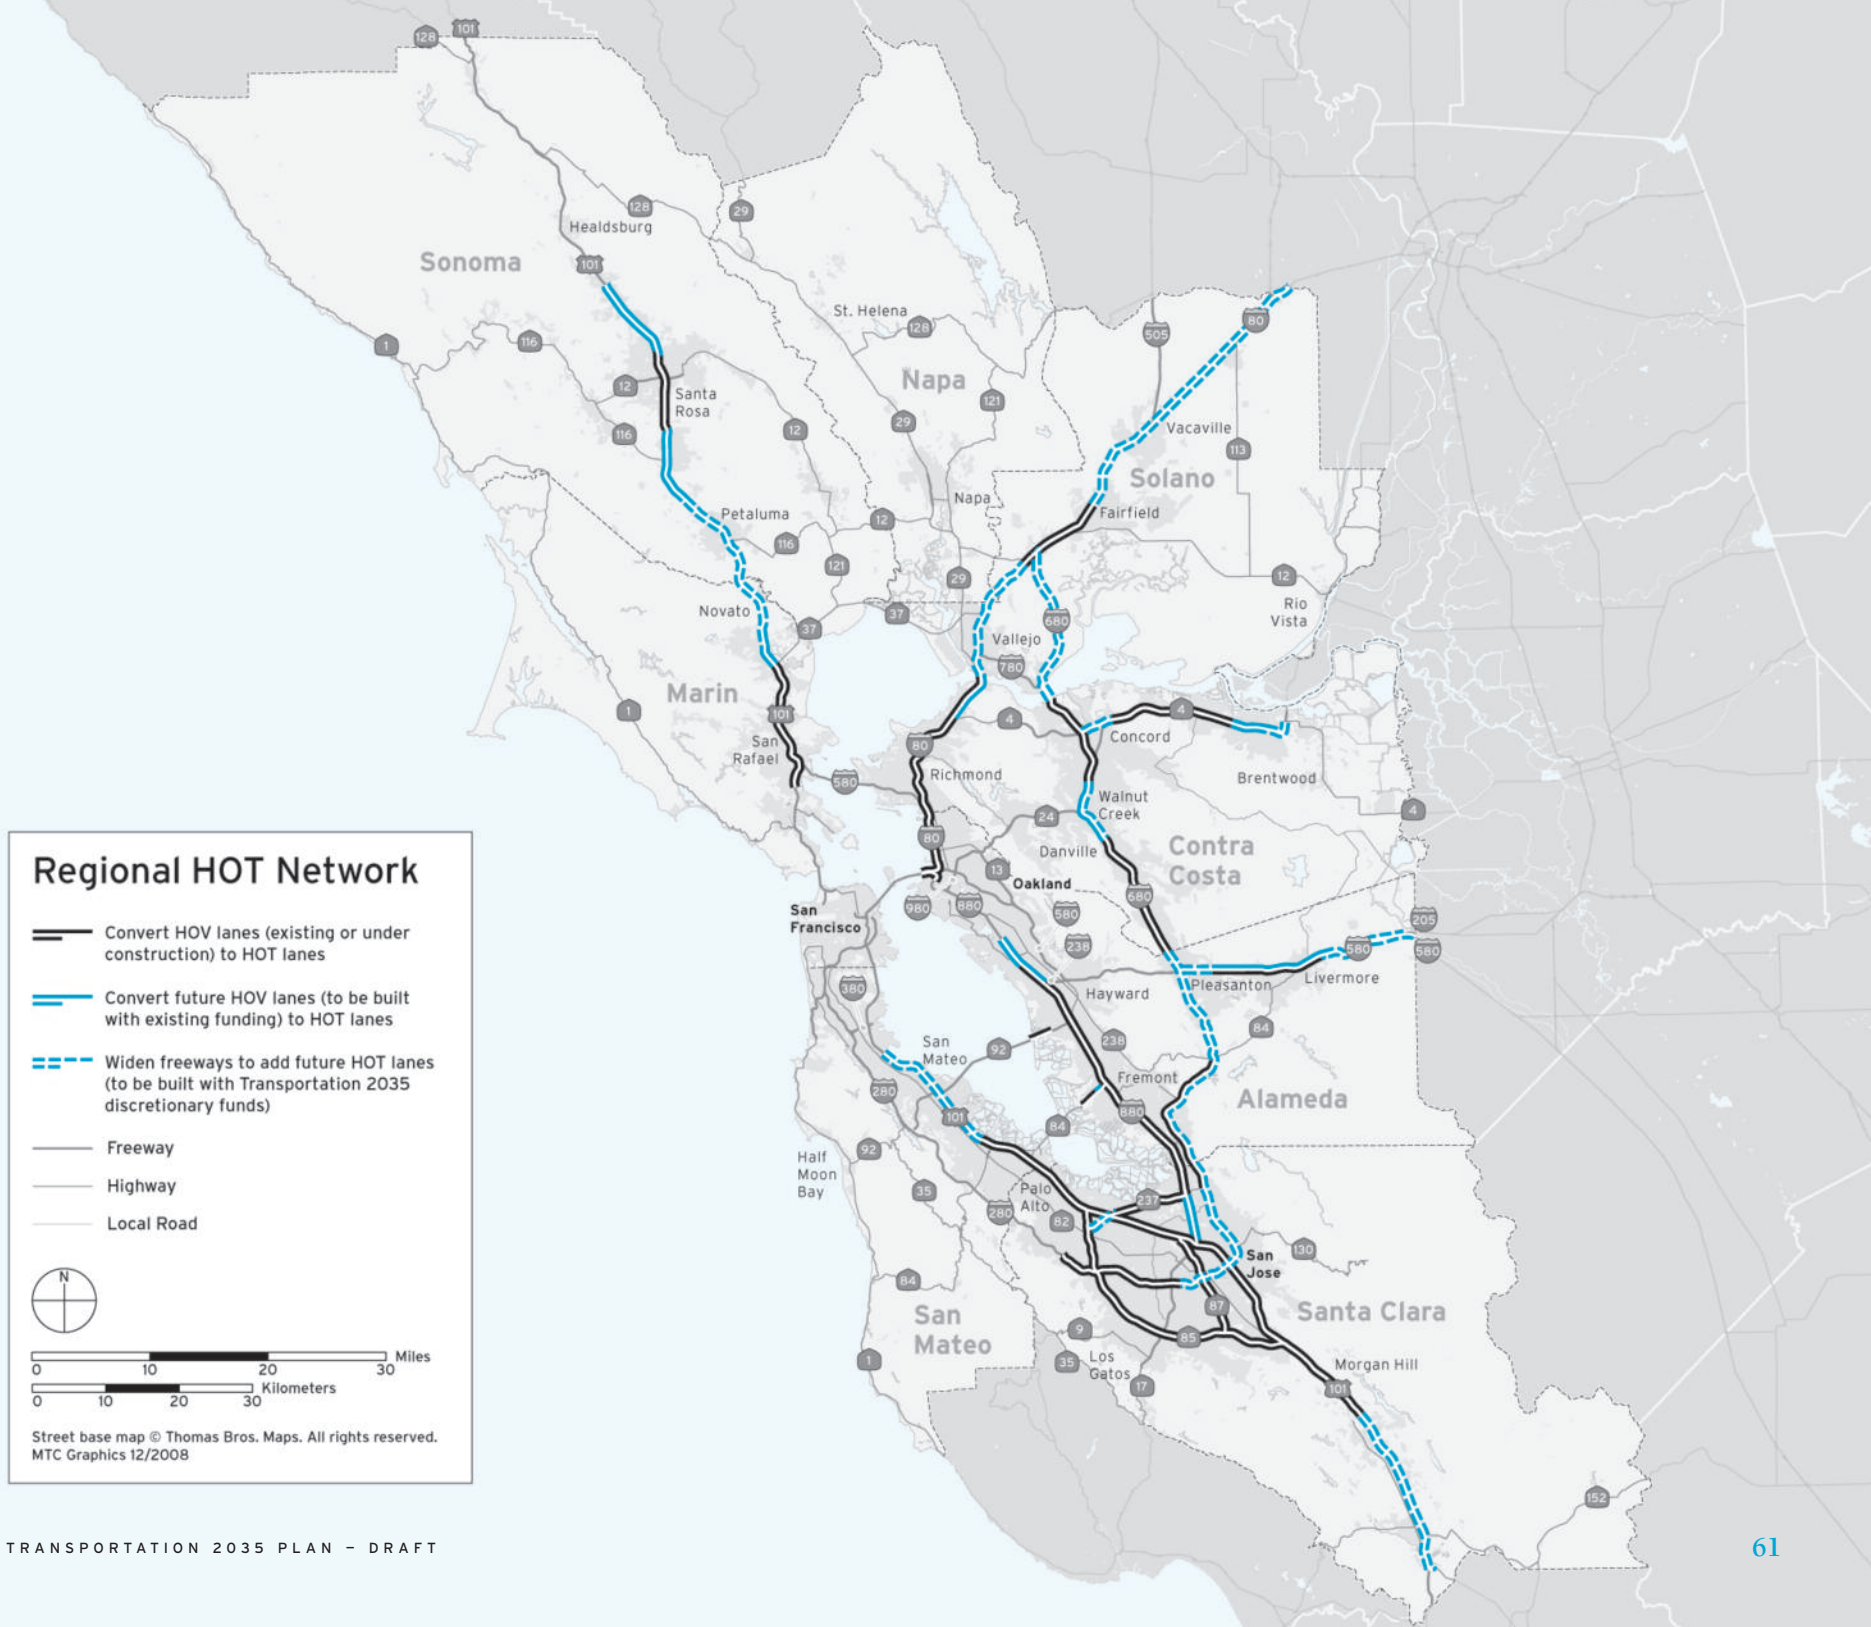 128
101
128
29
Healdsburg
Sonoma
101
St. Helena
128
505
80
1
116
Napa
12
Santa
Rosa
121
116
12
29
Vacaville
113
Solano
Napa
Petaluma
12
Fairfield
116
121
29
12
Novato
37
37
Rio
Vista
680
Vallejo
780
Marin
1
101
4
4
San
Rafael
80
Concord
580
Richmond
Brentwood
Walnut
Creek
24
4
80
Danville
Contra
Costa
13
Oakland
680
San
Francisco
980
880
580
205
238
580
580
Livermore
Pleasanton
380
Hayward
84
San
Mateo
92
238
Fremont
280
Alameda
880
101
84
92
Half
Moon
Bay
35
Palo
Alto
237
280
82
San
Jose
130
84
87
Santa Clara
San
Mateo
9
85
1
35
Los
Gatos
17
Morgan Hill
101
152
Regional HOT Network
Convert HOV lanes (existing or under
construction) to HOT lanes
Convert future HOV lanes (to be built
with existing funding) to HOT lanes
Widen freeways to add future HOT lanes
(to be built with Transportation 2035
discretionary funds)
Freeway
Highway
Local Road
N
Miles
0 10 20 30
Kilometers
0 10 20 30
Street base map © Thomas Bros. Maps. All rights reserved.
MTC Graphics 12/2008
TRANSPORTATION 2035 PLAN – DRAFT
61